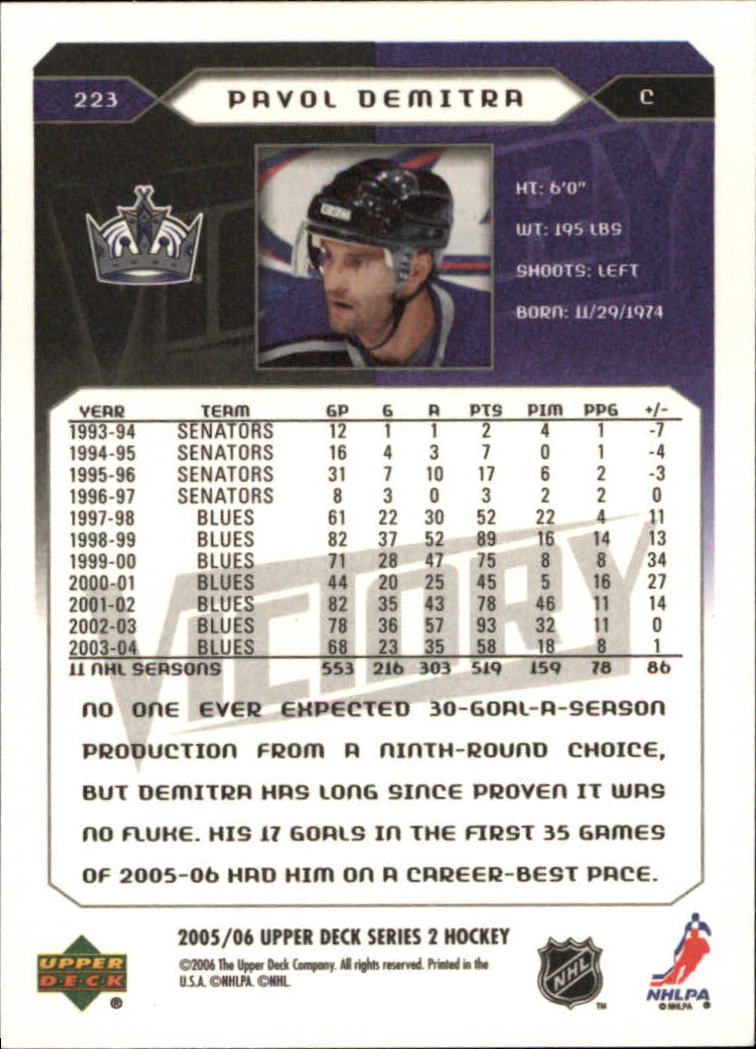 223 PAVOL DEMITRA C
HT: 6'0"
WT: 195 LBS
SHOOTS: LEFT
BORN: 11/29/1974
YEAR TEAM GP G A PTS PIM PPG +/-
1993-94 SENATORS 12 1 1 2 4 1 -7
1994-95 SENATORS 16 4 3 7 0 1 -4
1995-96 SENATORS 31 7 10 17 6 2 -3
1996-97 SENATORS 8 3 0 3 2 2 0
1997-98 BLUES 61 22 30 52 22 4 11
1998-99 BLUES 82 37 52 89 16 14 13
1999-00 BLUES 71 28 47 75 8 8 34
2000-01 BLUES 44 20 25 45 5 16 27
2001-02 BLUES 82 35 43 78 46 11 14
2002-03 BLUES 78 36 57 93 32 11 0
2003-04 BLUES 68 23 35 58 18 8 1
11 NHL SEASONS 553 216 303 519 159 78 86
VICTORY
NO ONE EVER EXPECTED 30-GOAL-A-SEASON
PRODUCTION FROM A NINTH-ROUND CHOICE,
BUT DEMITRA HAS LONG SINCE PROVEN IT WAS
NO FLUKE. HIS 17 GOALS IN THE FIRST 35 GAMES
OF 2005-06 HAD HIM ON A CAREER-BEST PACE.
2005/06 UPPER DECK SERIES 2 HOCKEY
©2006 The Upper Deck Company. All rights reserved. Printed in the
U.S.A. ©NHLPA. ©NHL.
UPPER
DECK
®
NHL
TM
NHLPA
©NHLPA ®